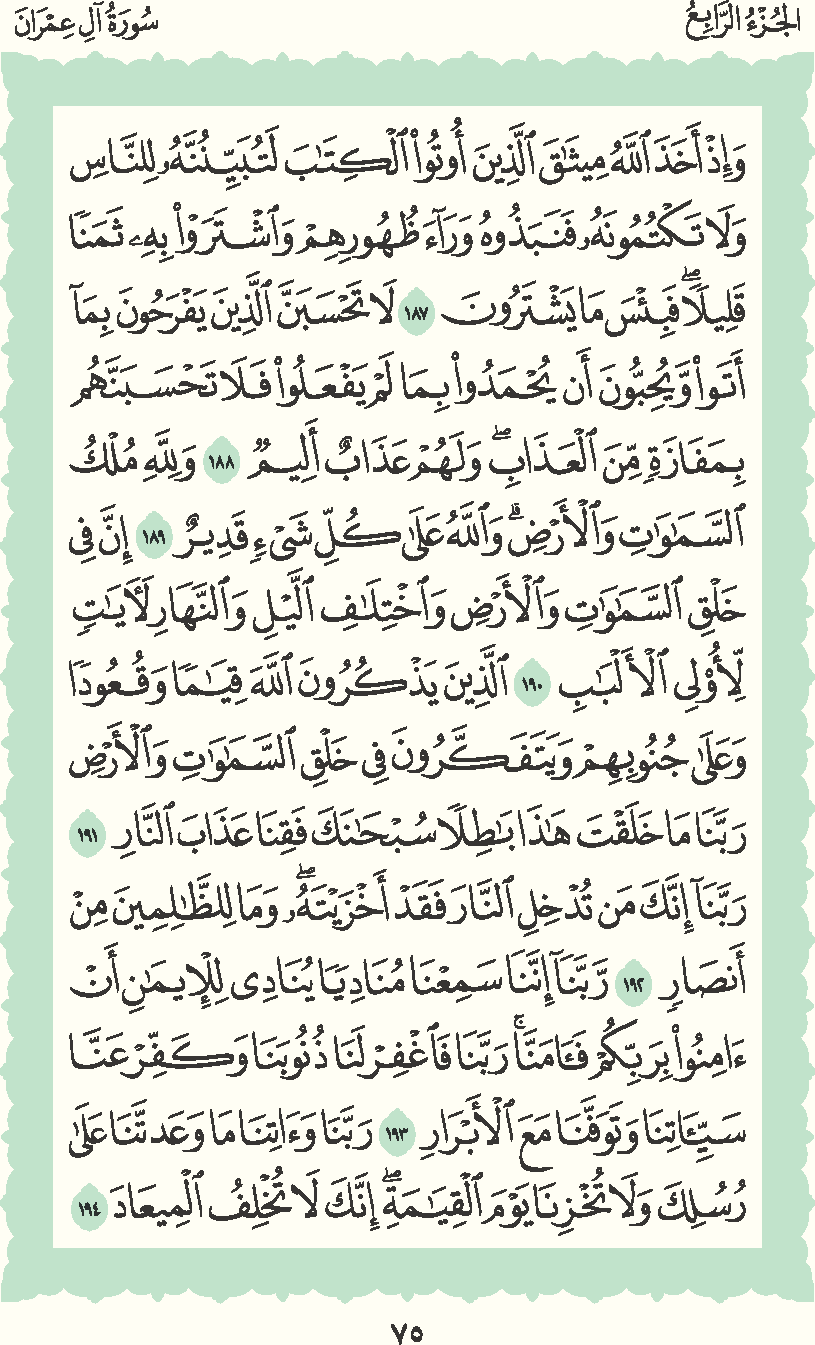 الجُزْءُ الرَّابِعُ
سُورَةُ آلِ عِمْرَانَ
وَإِذْ أَخَذَ ٱللَّهُ مِيثَٰقَ ٱلَّذِينَ أُوتُوا۟ ٱلْكِتَٰبَ لَتُبَيِّنُنَّهُۥ لِلنَّاسِ
وَلَا تَكْتُمُونَهُۥ فَنَبَذُوهُ وَرَآءَ ظُهُورِهِمْ وَٱشْتَرَوْا۟ بِهِۦ ثَمَنًا
قَلِيلًا ۖ فَبِئْسَ مَا يَشْتَرُونَ ١٨٧ لَا تَحْسَبَنَّ ٱلَّذِينَ يَفْرَحُونَ بِمَآ
أَتَوا۟ وَّيُحِبُّونَ أَن يُحْمَدُوا۟ بِمَا لَمْ يَفْعَلُوا۟ فَلَا تَحْسَبَنَّهُم
بِمَفَازَةٍ مِّنَ ٱلْعَذَابِ ۖ وَلَهُمْ عَذَابٌ أَلِيمٌ ١٨٨ وَلِلَّهِ مُلْكُ
ٱلسَّمَٰوَٰتِ وَٱلْأَرْضِ ۗ وَٱللَّهُ عَلَىٰ كُلِّ شَىْءٍ قَدِيرٌ ١٨٩ إِنَّ فِى
خَلْقِ ٱلسَّمَٰوَٰتِ وَٱلْأَرْضِ وَٱخْتِلَٰفِ ٱلَّيْلِ وَٱلنَّهَارِ لَءَايَٰتٍ
لِّأُو۟لِى ٱلْأَلْبَٰبِ ١٩٠ ٱلَّذِينَ يَذْكُرُونَ ٱللَّهَ قِيَٰمًا وَقُعُودًا
وَعَلَىٰ جُنُوبِهِمْ وَيَتَفَكَّرُونَ فِى خَلْقِ ٱلسَّمَٰوَٰتِ وَٱلْأَرْضِ
رَبَّنَا مَا خَلَقْتَ هَٰذَا بَٰطِلًا سُبْحَٰنَكَ فَقِنَا عَذَابَ ٱلنَّارِ ١٩١
رَبَّنَآ إِنَّكَ مَن تُدْخِلِ ٱلنَّارَ فَقَدْ أَخْزَيْتَهُۥ ۖ وَمَا لِلظَّٰلِمِينَ مِنْ
أَنصَارٍ ١٩٢ رَّبَّنَآ إِنَّنَا سَمِعْنَا مُنَادِيًا يُنَادِى لِلْإِيمَٰنِ أَنْ
ءَامِنُوا۟ بِرَبِّكُمْ فَـَٔامَنَّا ۚ رَبَّنَا فَٱغْفِرْ لَنَا ذُنُوبَنَا وَكَفِّرْ عَنَّا
سَيِّـَٔاتِنَا وَتَوَفَّنَا مَعَ ٱلْأَبْرَارِ ١٩٣ رَبَّنَا وَءَاتِنَا مَا وَعَدتَّنَا عَلَىٰ
رُسُلِكَ وَلَا تُخْزِنَا يَوْمَ ٱلْقِيَٰمَةِ ۖ إِنَّكَ لَا تُخْلِفُ ٱلْمِيعَادَ ١٩٤
٧٥